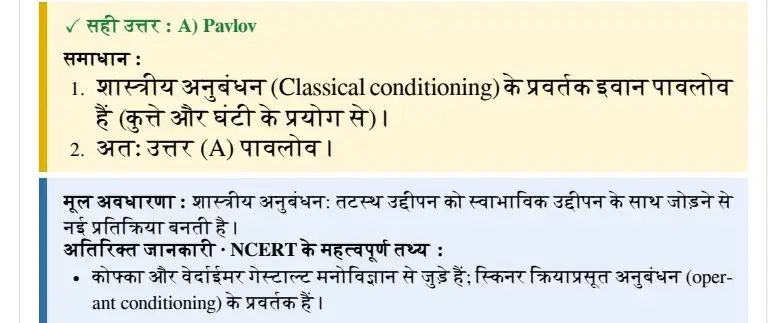 ✓ सही उत्तर : A) Pavlov
समाधान :
1. शास्त्रीय अनुबंधन (Classical conditioning) के प्रवर्तक इवान पावलोव
हैं (कुत्ते और घंटी के प्रयोग से)।
2. अतः उत्तर (A) पावलोव।
मूल अवधारणा : शास्त्रीय अनुबंधन: तटस्थ उद्दीपन को स्वाभाविक उद्दीपन के साथ जोड़ने से
नई प्रतिक्रिया बनती है।
अतिरिक्त जानकारी · NCERT के महत्वपूर्ण तथ्य :
• कोफ्का और वेर्दाईमर गेस्टाल्ट मनोविज्ञान से जुड़े हैं; स्किनर क्रियाप्रसूत अनुबंधन (oper-
ant conditioning) के प्रवर्तक हैं।